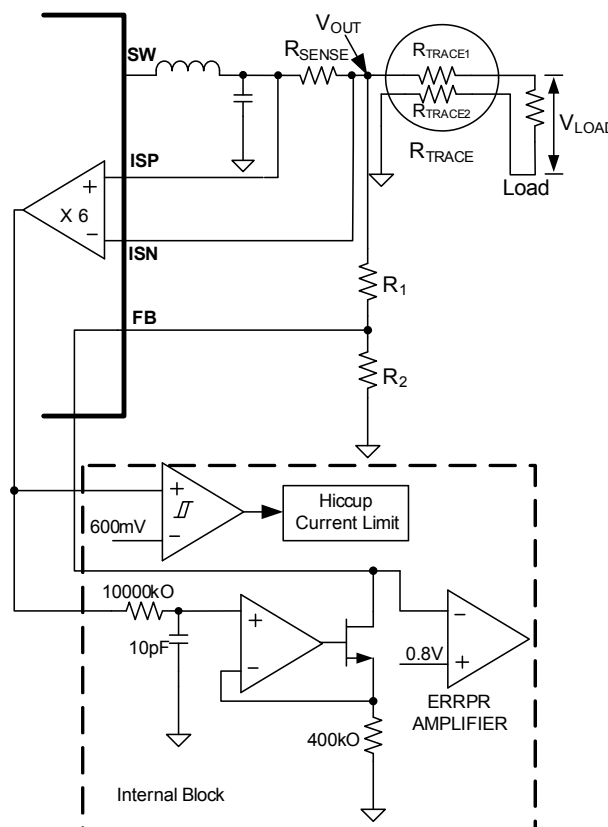 SW
RSENSE
VOUT
RTRACE1
RTRACE2
RTRACE
VLOAD
Load
ISP
+
X 6
−
ISN
R1
FB
R2
+
600mV
−
Hiccup
Current Limit
10000kO
10pF
+
−
−
0.8V
+
ERRPR
AMPLIFIER
400kO
Internal Block